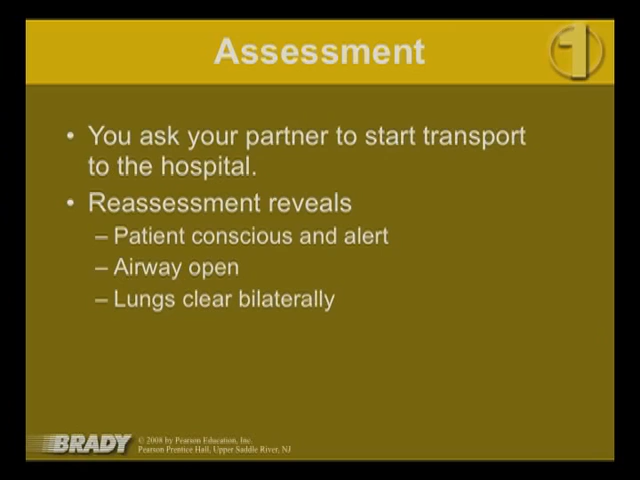 Assessment
1
• You ask your partner to start transport
to the hospital.
• Reassessment reveals
– Patient conscious and alert
– Airway open
– Lungs clear bilaterally
BRADY
© 2008 by Pearson Education, Inc.
Pearson Prentice Hall, Upper Saddle River, NJ